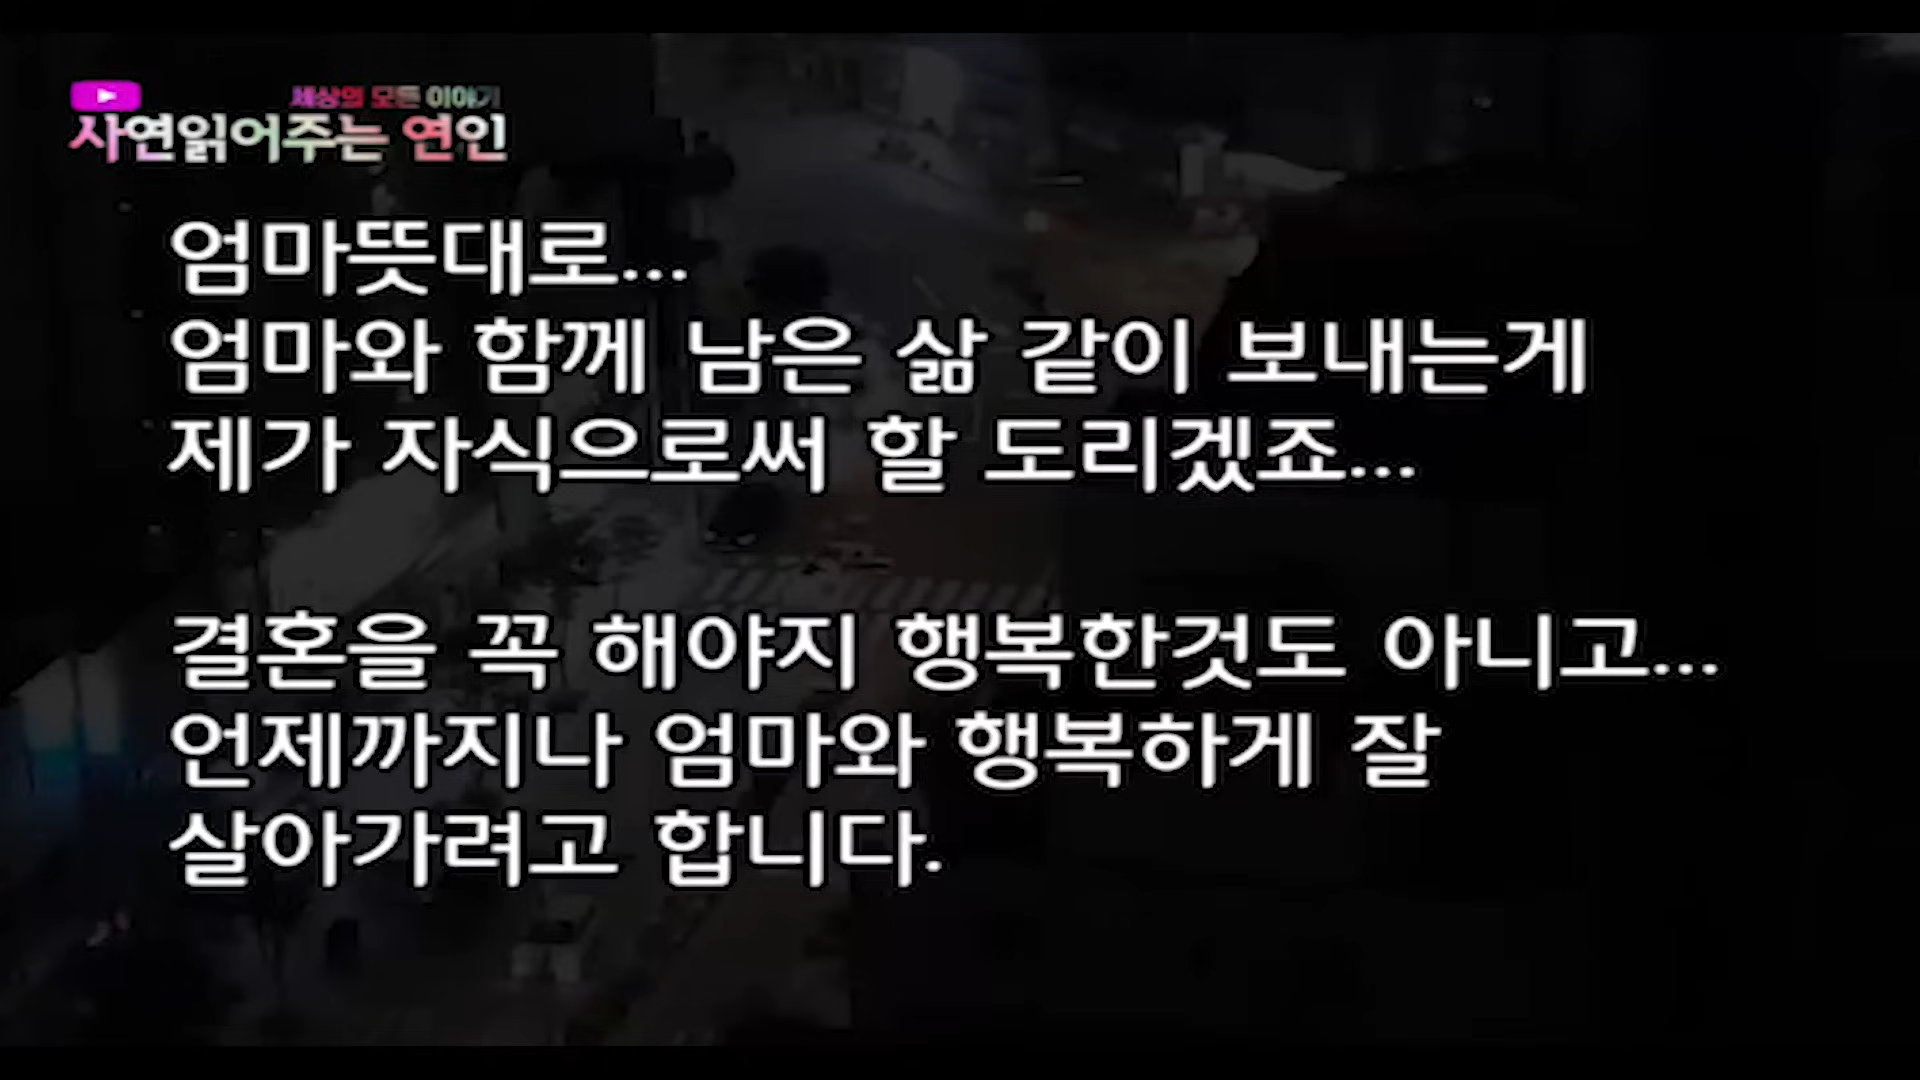 세상의 모든 이야기
사연읽어주는 연인
엄마뜻대로...
엄마와 함께 남은 삶 같이 보내는게
제가 자식으로써 할 도리겠죠...
결혼을 꼭 해야지 행복한것도 아니고...
언제까지나 엄마와 행복하게 잘
살아가려고 합니다.